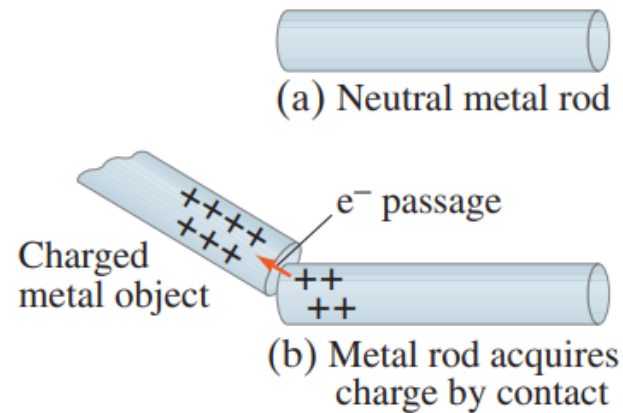 (a) Neutral metal rod
++++
+++
e⁻ passage
Charged
metal object
++
++
(b) Metal rod acquires
charge by contact